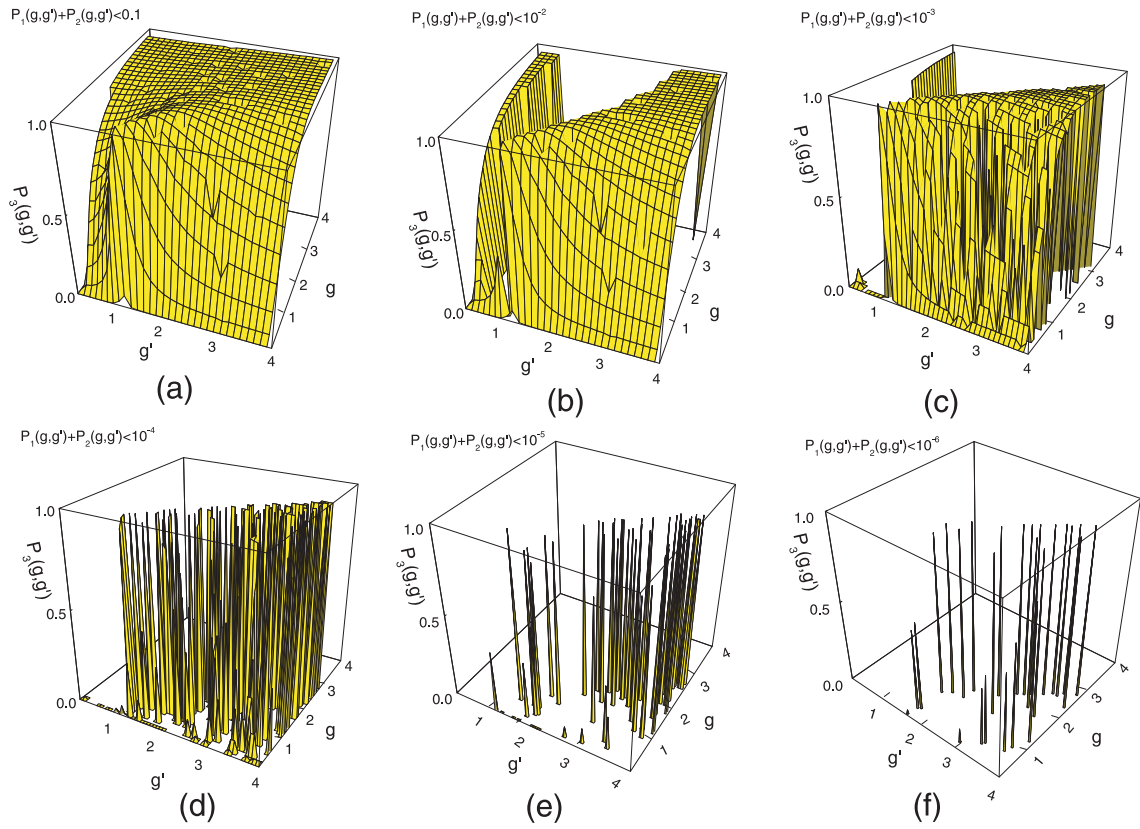 P₁(g,g')+P₂(g,g')<0.1
P₃(g,g')
1.0
0.5
0.0
1
2
3
4
g'
1
2
3
4
g
(a)
P₁(g,g')+P₂(g,g')<10⁻²
P₃(g,g')
1.0
0.5
0.0
1
2
3
4
g'
1
2
3
4
g
(b)
P₁(g,g')+P₂(g,g')<10⁻³
P₃(g,g')
1.0
0.5
0.0
1
2
3
4
g'
1
2
3
4
g
(c)
P₁(g,g')+P₂(g,g')<10⁻⁴
P₃(g,g')
1.0
0.5
0.0
1
2
3
4
g'
1
2
3
4
g
(d)
P₁(g,g')+P₂(g,g')<10⁻⁵
P₃(g,g')
1.0
0.5
0.0
1
2
3
4
g'
1
2
3
4
g
(e)
P₁(g,g')+P₂(g,g')<10⁻⁶
P₃(g,g')
1.0
0.5
0.0
1
2
3
4
g'
1
2
3
4
g
(f)